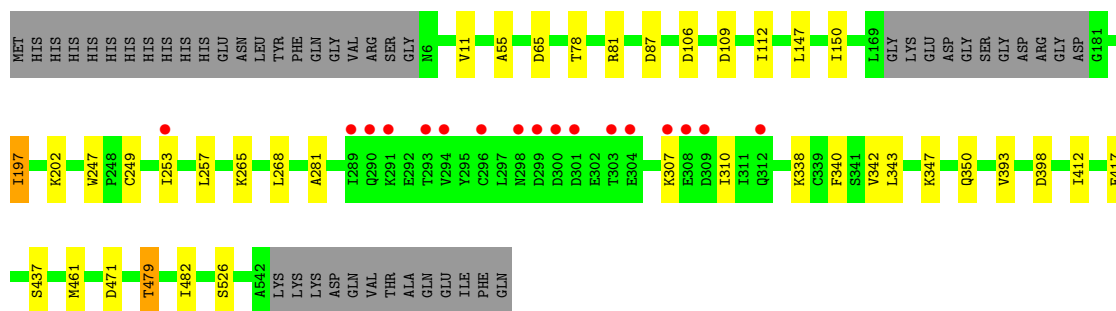 MET HIS HIS HIS HIS HIS HIS HIS HIS HIS HIS GLU ASN LEU TYR PHE GLN GLY VAL ARG SER GLY N6 V11 A55 D65 T78 R81 D87 D106 D109 I112 L147 I150 L169 GLY LYS GLU ASP GLY SER GLY ASP ARG GLY ASP G181
I197 K202 W247 P248 C249 I253 L257 K265 L268 A281 I289 Q290 K291 E292 T293 V294 Y295 C296 L297 N298 D299 D300 D301 E302 T303 E304 K307 E308 D309 I310 I311 Q312 K338 C339 F340 S341 V342 L343 K347 Q350 V393 D398 I412
S437 M461 D471 T479 I482 S526 A542 LYS LYS LYS ASP GLN VAL THR ALA GLN GLU ILE PHE GLN